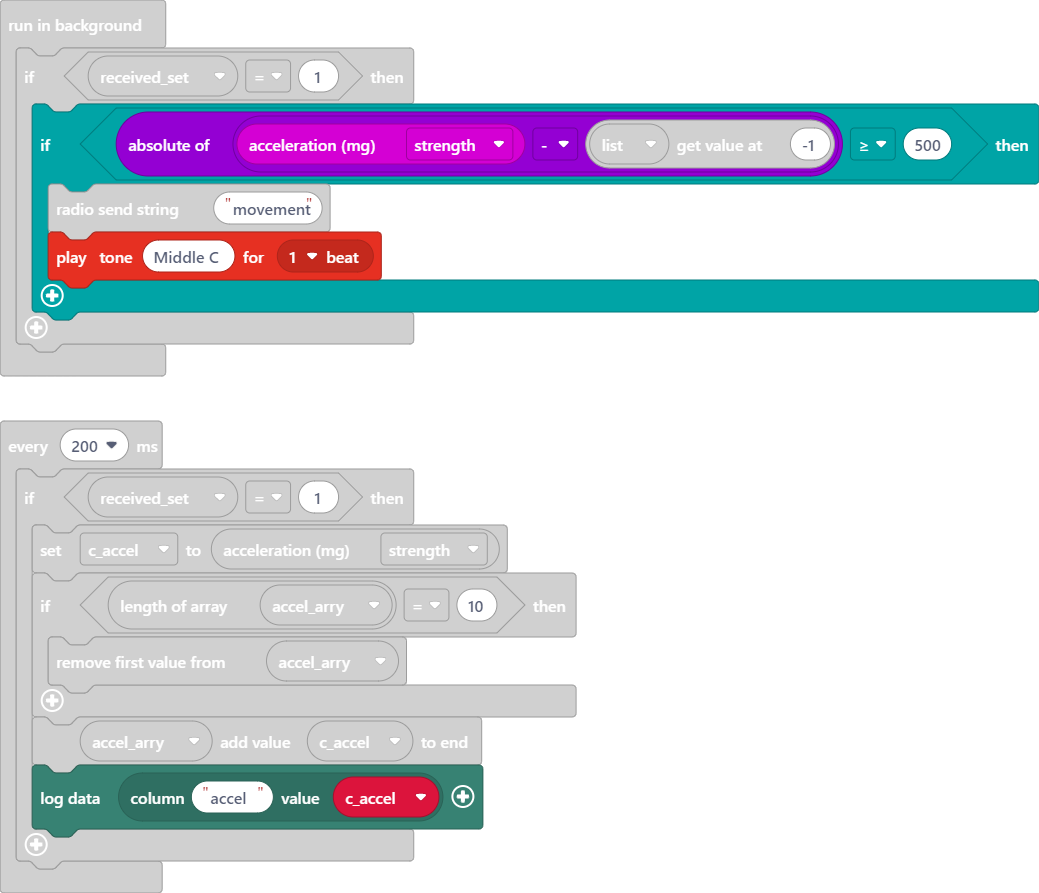 run in background
if received_set = 1 then
if absolute of acceleration (mg) strength - list get value at -1 ≥ 500 then
radio send string "movement"
play tone Middle C for 1 beat
every 200 ms
if received_set = 1 then
set c_accel to acceleration (mg) strength
if length of array accel_arry = 10 then
remove first value from accel_arry
accel_arry add value c_accel to end
log data column "accel" value c_accel